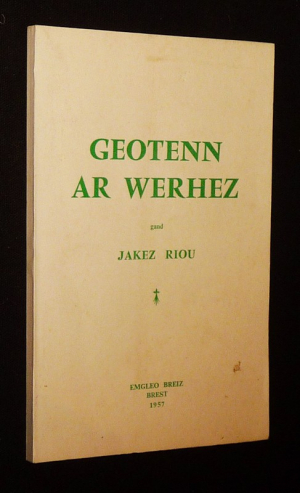 GEOTENN
AR WERHEZ
gand
JAKEZ RIOU
EMGLEO BREIZ
BREST
1957